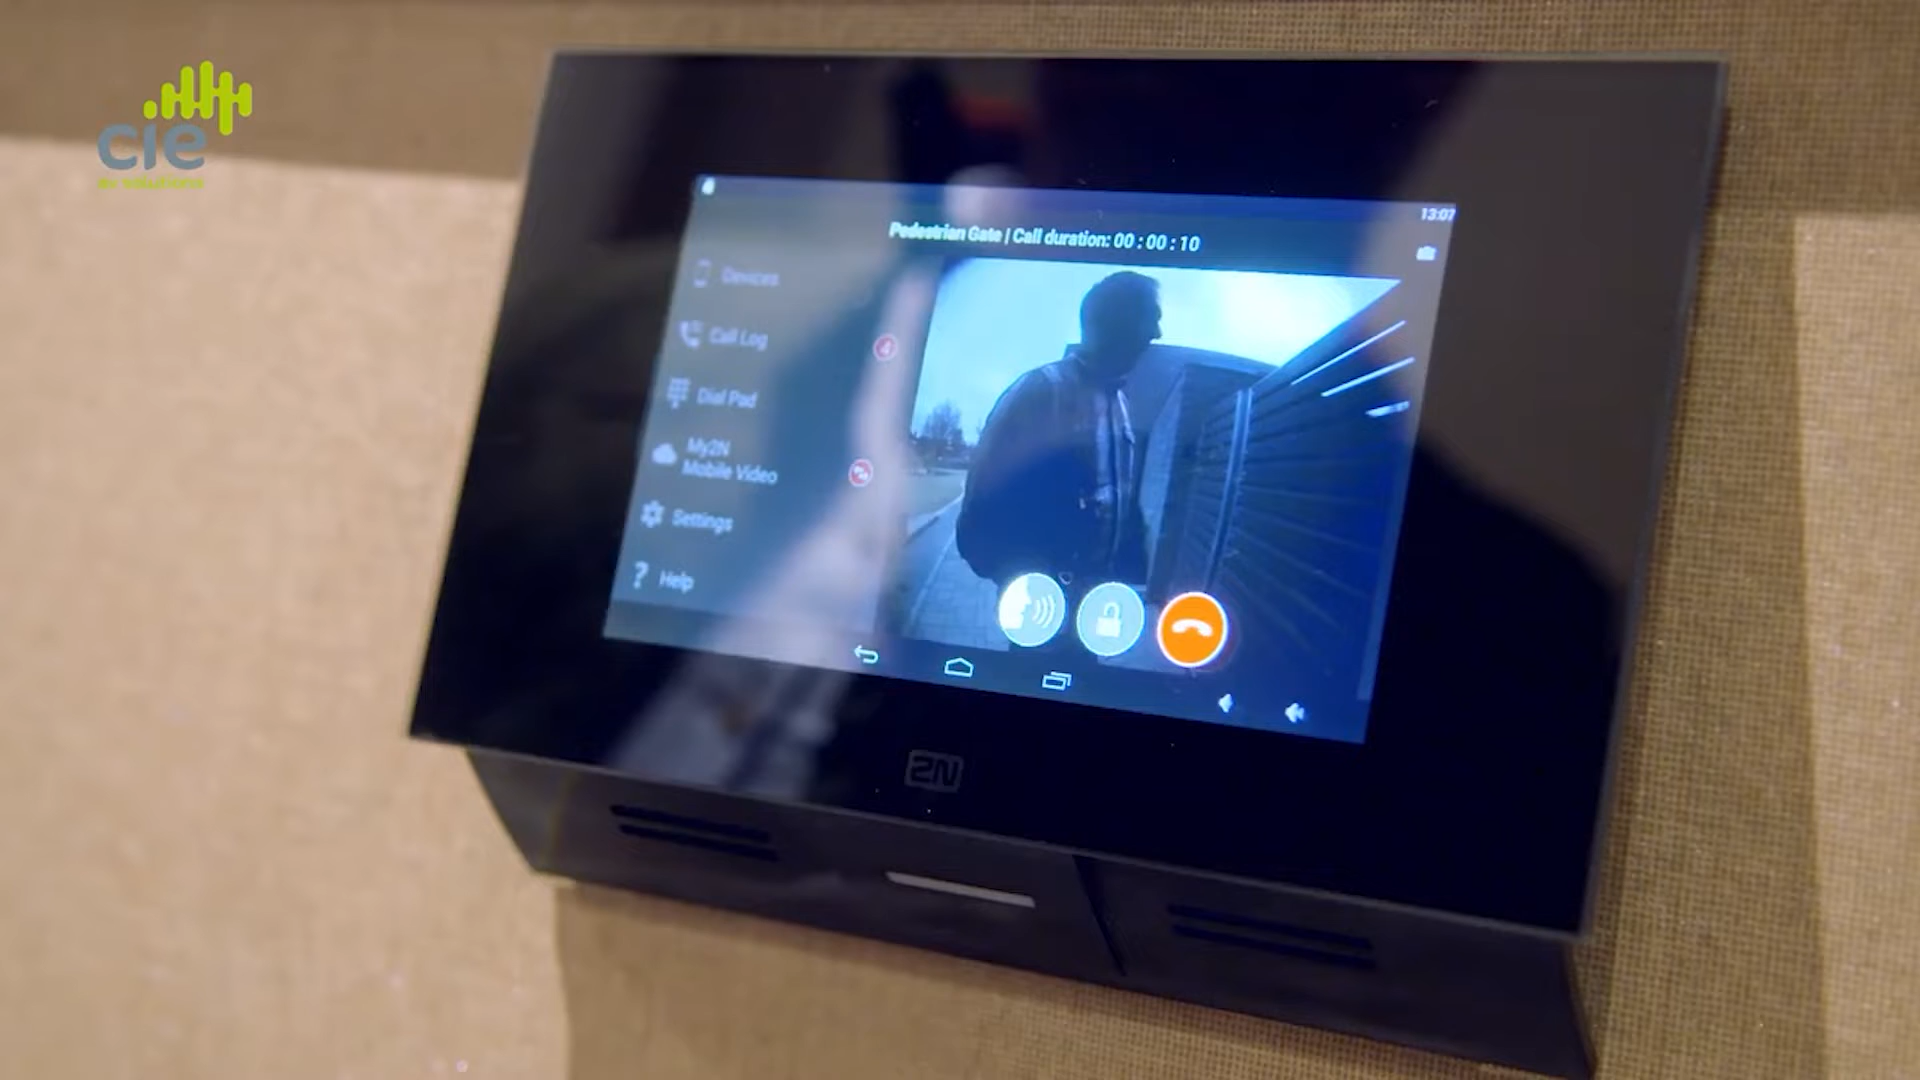 cie
av solutions
13:07
Pedestrian Gate | Call duration: 00 : 00 : 10
Devices
Call Log
4
Dial Pad
My2N
Mobile Video
Settings
? Help
2N